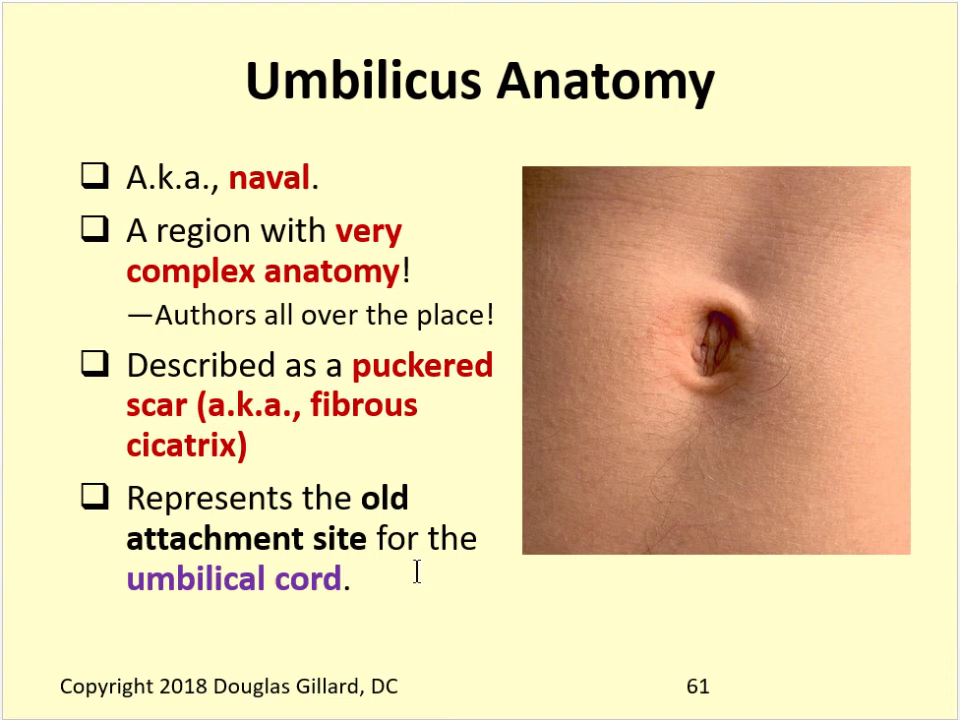 Umbilicus Anatomy
A.k.a., naval.
A region with very
complex anatomy!
—Authors all over the place!
Described as a puckered
scar (a.k.a., fibrous
cicatrix)
Represents the old
attachment site for the
umbilical cord.
Copyright 2018 Douglas Gillard, DC
61